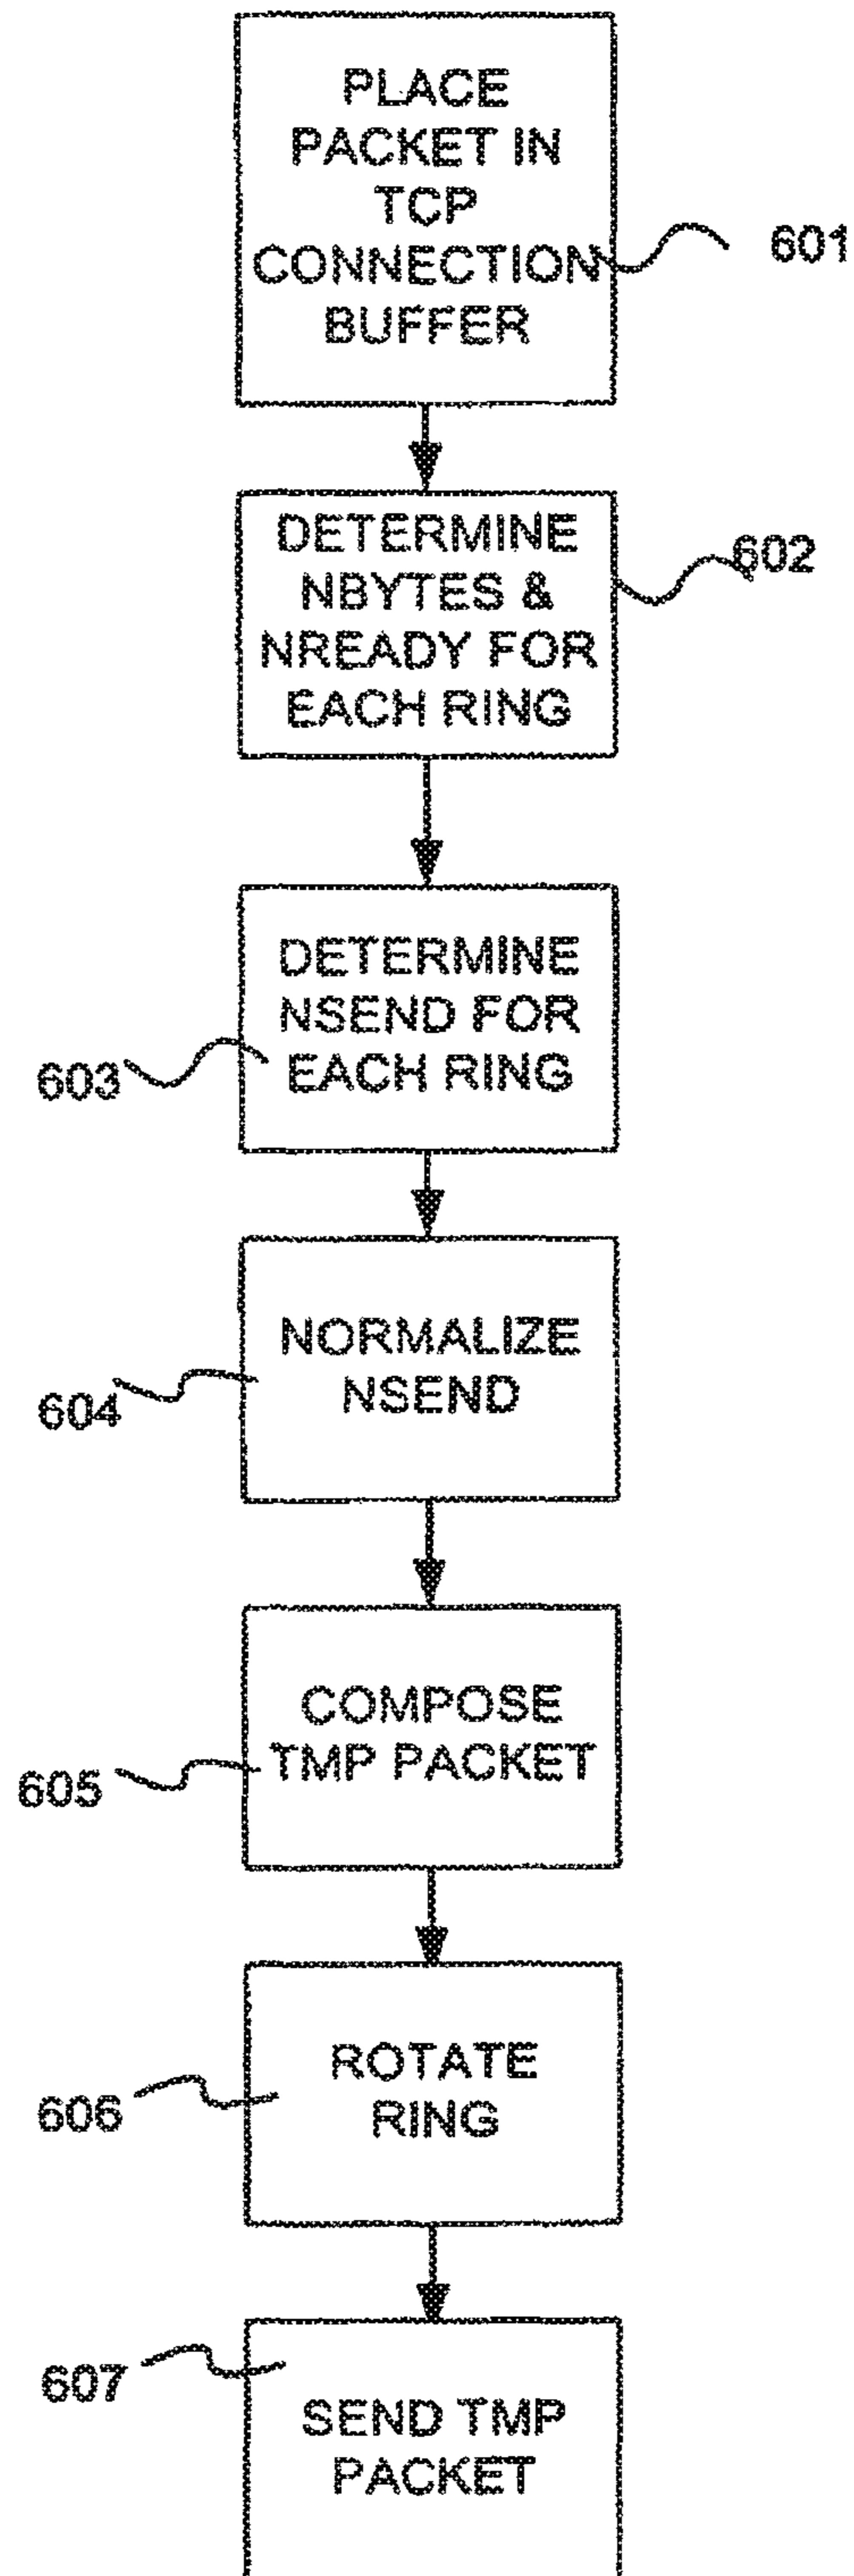 PLACE
PACKET IN
TCP
CONNECTION
BUFFER
601
DETERMINE
NBYTES &
NREADY FOR
EACH RING
602
DETERMINE
NSEND FOR
EACH RING
603
NORMALIZE
NSEND
604
COMPOSE
TMP PACKET
605
ROTATE
RING
606
607
SEND TMP
PACKET